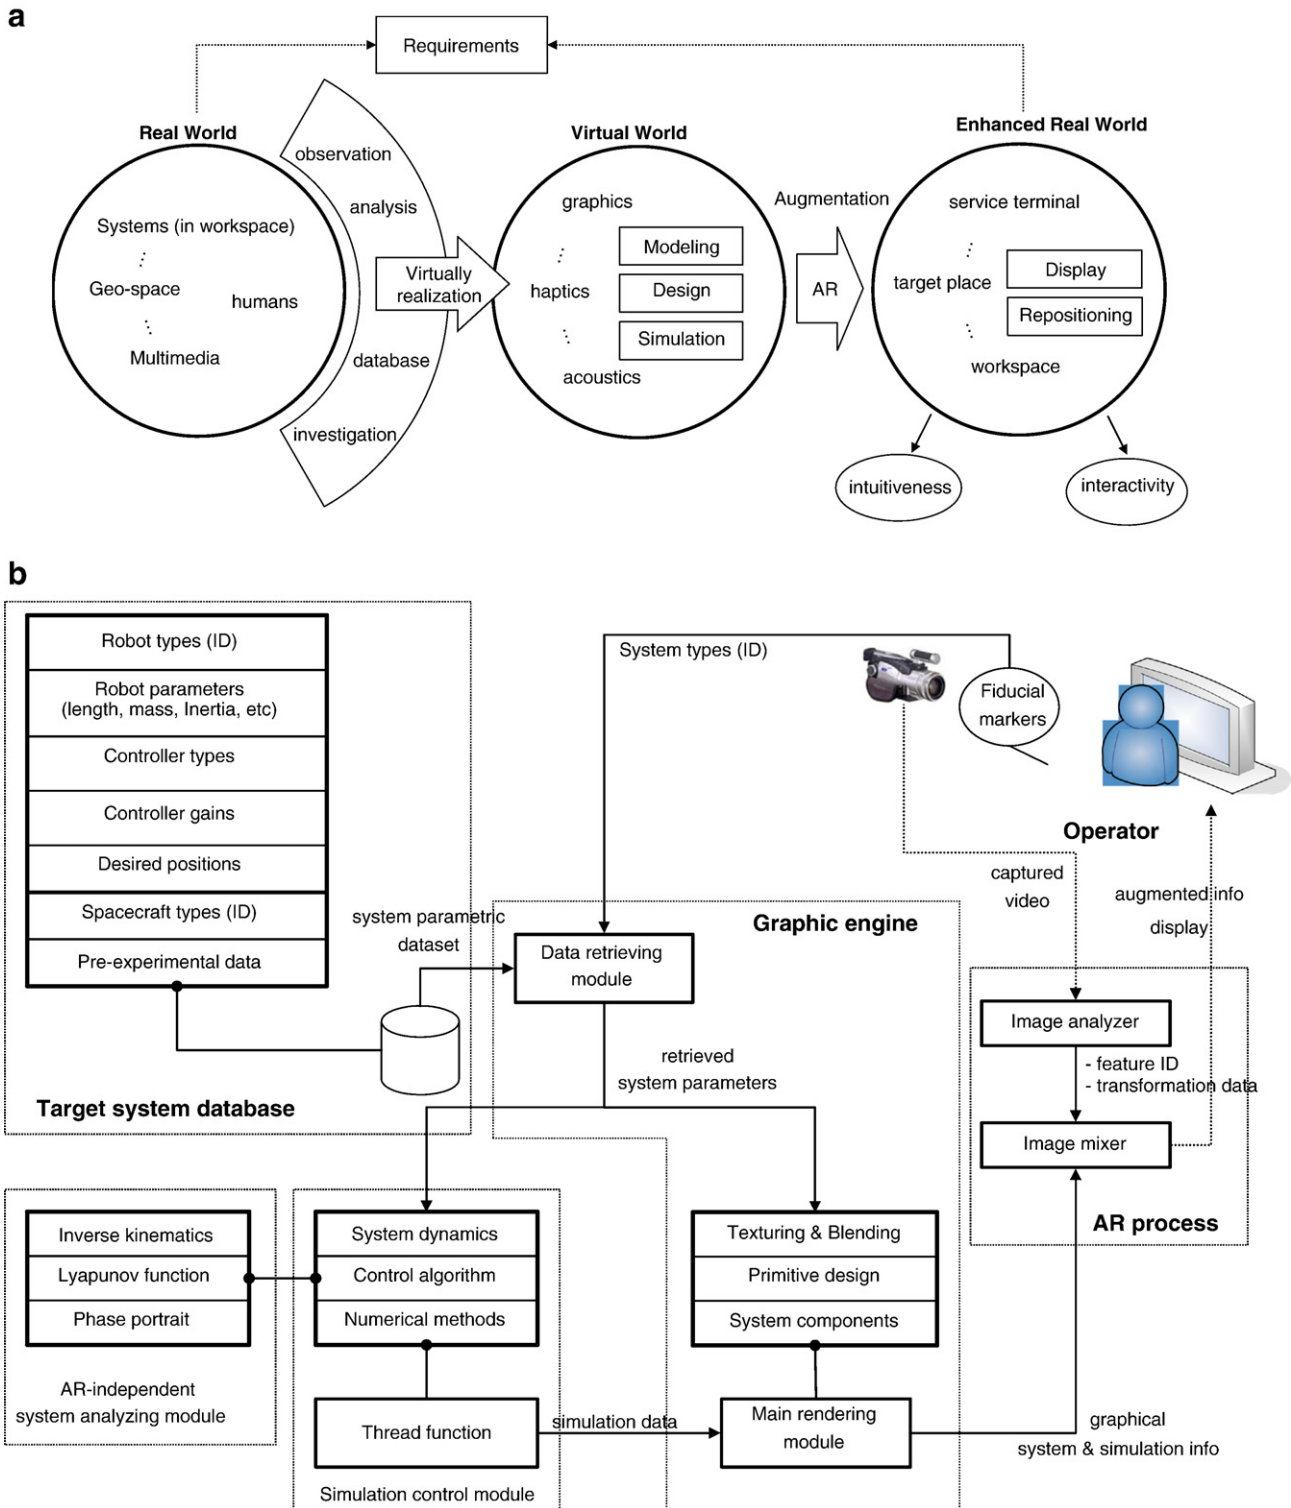 a
Requirements
Real World
Virtual World
Enhanced Real World
observation
analysis
database
investigation
Systems (in workspace)
Geo-space
humans
Multimedia
Virtually
realization
graphics
haptics
acoustics
Modeling
Design
Simulation
Augmentation
AR
service terminal
target place
Display
Repositioning
workspace
intuitiveness
interactivity
b
Robot types (ID)
Robot parameters
(length, mass, Inertia, etc)
Controller types
Controller gains
Desired positions
Spacecraft types (ID)
Pre-experimental data
system parametric
dataset
Target system database
System types (ID)
Fiducial
markers
Operator
captured
video
augmented info
display
Graphic engine
Data retrieving
module
retrieved
system parameters
Image analyzer
- feature ID
- transformation data
Image mixer
AR process
Inverse kinematics
Lyapunov function
Phase portrait
AR-independent
system analyzing module
System dynamics
Control algorithm
Numerical methods
Thread function
Simulation control module
simulation data
Texturing & Blending
Primitive design
System components
Main rendering
module
graphical
system & simulation info